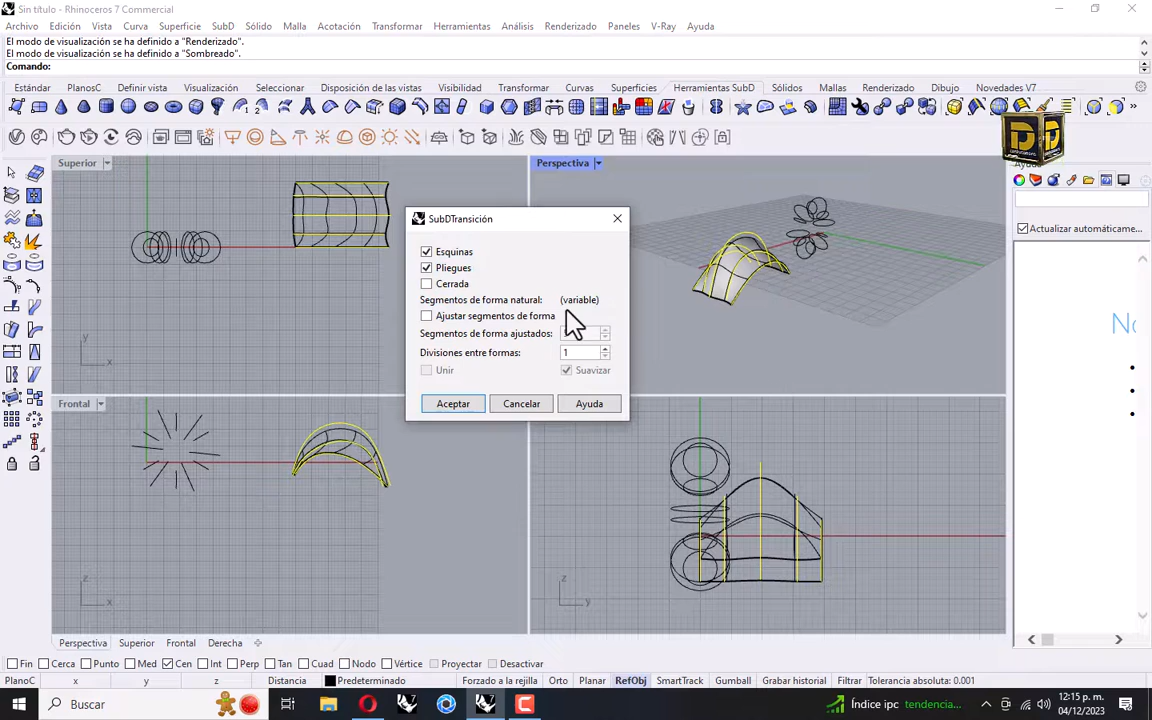 Sin título - Rhinoceros 7 Commercial
Archivo Edición Vista Curva Superficie SubD Sólido Malla Acotación Transformar Herramientas Análisis Renderizado Paneles V-Ray Ayuda
El modo de visualización se ha definido a "Renderizado".
El modo de visualización se ha definido a "Sombreado".
Comando:
Estándar PlanosC Definir vista Visualización Seleccionar Disposición de las vistas Visibilidad Transformar Curvas Superficies Herramientas SubD Sólidos Mallas Renderizado Dibujo Novedades V7
Superior
Perspectiva
Actualizar automáticame...
SubDTransición
Esquinas
Pliegues
Cerrada
Segmentos de forma natural: (variable)
Ajustar segmentos de forma
Segmentos de forma ajustados:
Divisiones entre formas: 1
Unir Suavizar
Aceptar Cancelar Ayuda
No
y
x
Frontal
z
x
z
y
Perspectiva Superior Frontal Derecha
Fin Cerca Punto Med Cen Int Perp Tan Cuad Nodo Vértice Proyectar Desactivar
PlanoC x y z Distancia Predeterminado Forzado a la rejilla Orto Planar RefObj SmartTrack Gumball Grabar historial Filtrar Tolerancia absoluta: 0.001
Buscar
Índice ipc tendencia...
12:15 p. m.
04/12/2023